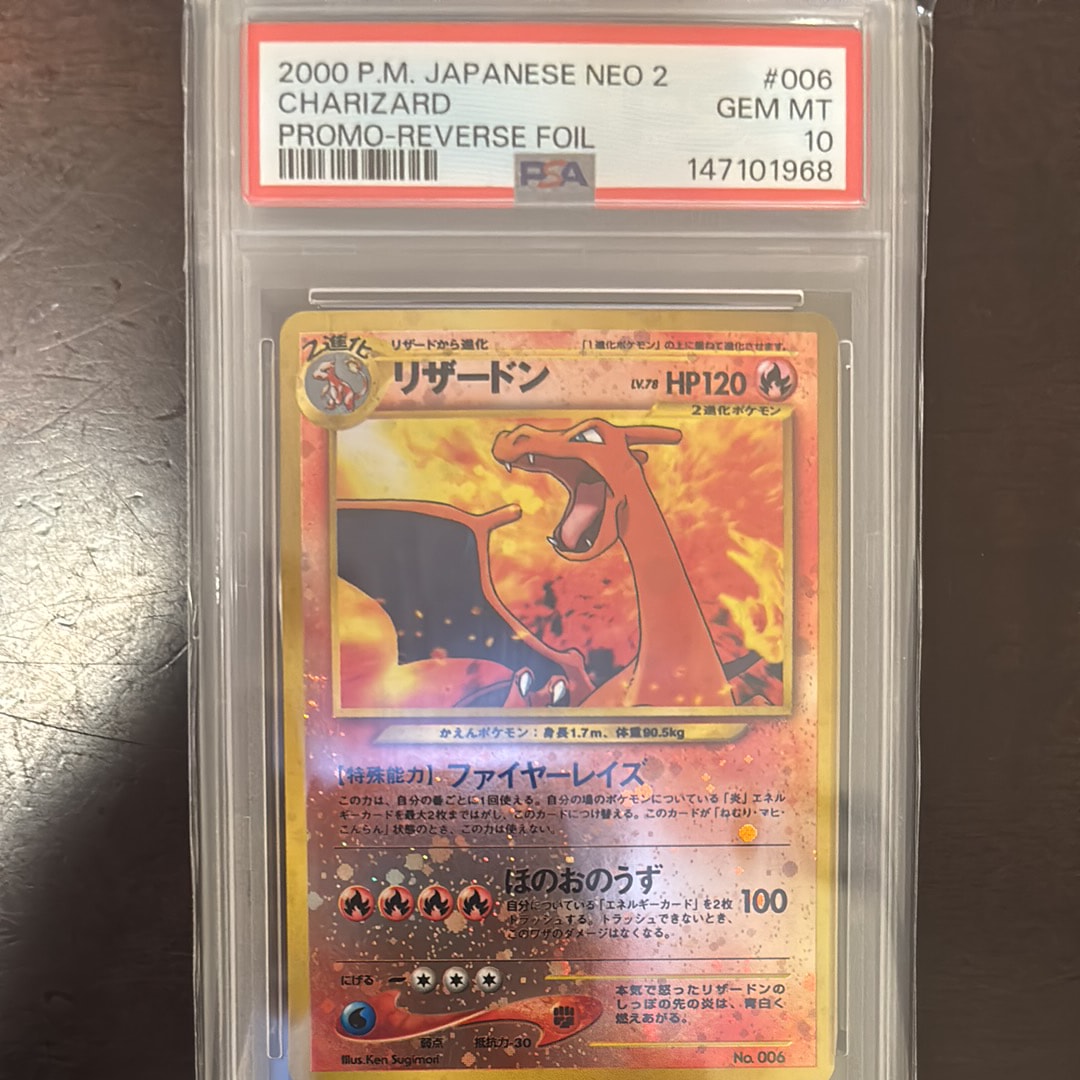 2000 P.M. JAPANESE NEO 2 #006
CHARIZARD GEM MT
PROMO-REVERSE FOIL 10
PSA 147101968
2進化 リザードから進化 「1進化ポケモン」の上に重ねて進化させます。
リザードン LV.78 HP120
2進化ポケモン
かえんポケモン：身長1.7m、体重90.5kg
【特殊能力】ファイヤーレイズ
この力は、自分の番ごとに1回使える。自分の場のポケモンについている「炎」エネル
ギーカードを最大2枚まではがし、このカードにつけ替える。このカードが「ねむり・マヒ・
こんらん」状態のとき、この力は使えない。
ほのおのうず 100
自分についている「エネルギーカード」を2枚
トラッシュする。トラッシュできないとき、
このワザのダメージはなくなる。
にげる
本気で怒ったリザードンの
しっぽの先の炎は、青白く
燃えあがる。
弱点 抵抗力-30
Illus. Ken Sugimori No. 006